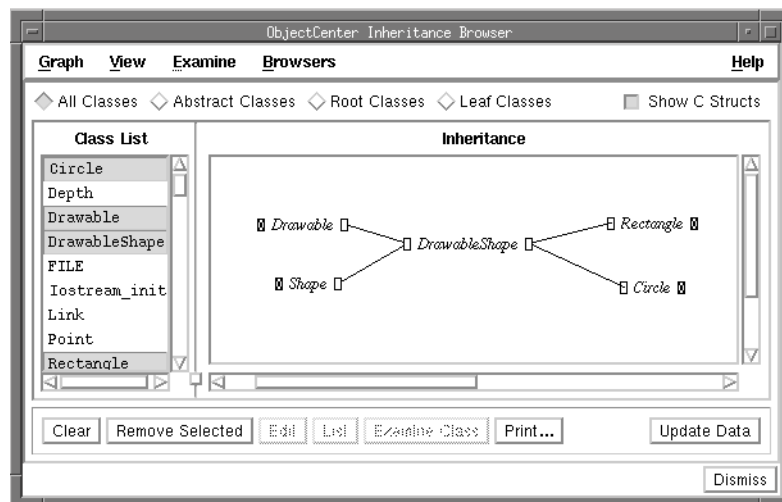 ObjectCenter Inheritance Browser
Graph View Examine Browsers Help
All Classes Abstract Classes Root Classes Leaf Classes Show C Structs
Class List
Circle
Depth
Drawable
DrawableShape
FILE
Iostream_init
Link
Point
Rectangle
Inheritance
Drawable
Shape
DrawableShape
Rectangle
Circle
Clear Remove Selected Edit List Examine Class Print... Update Data
Dismiss